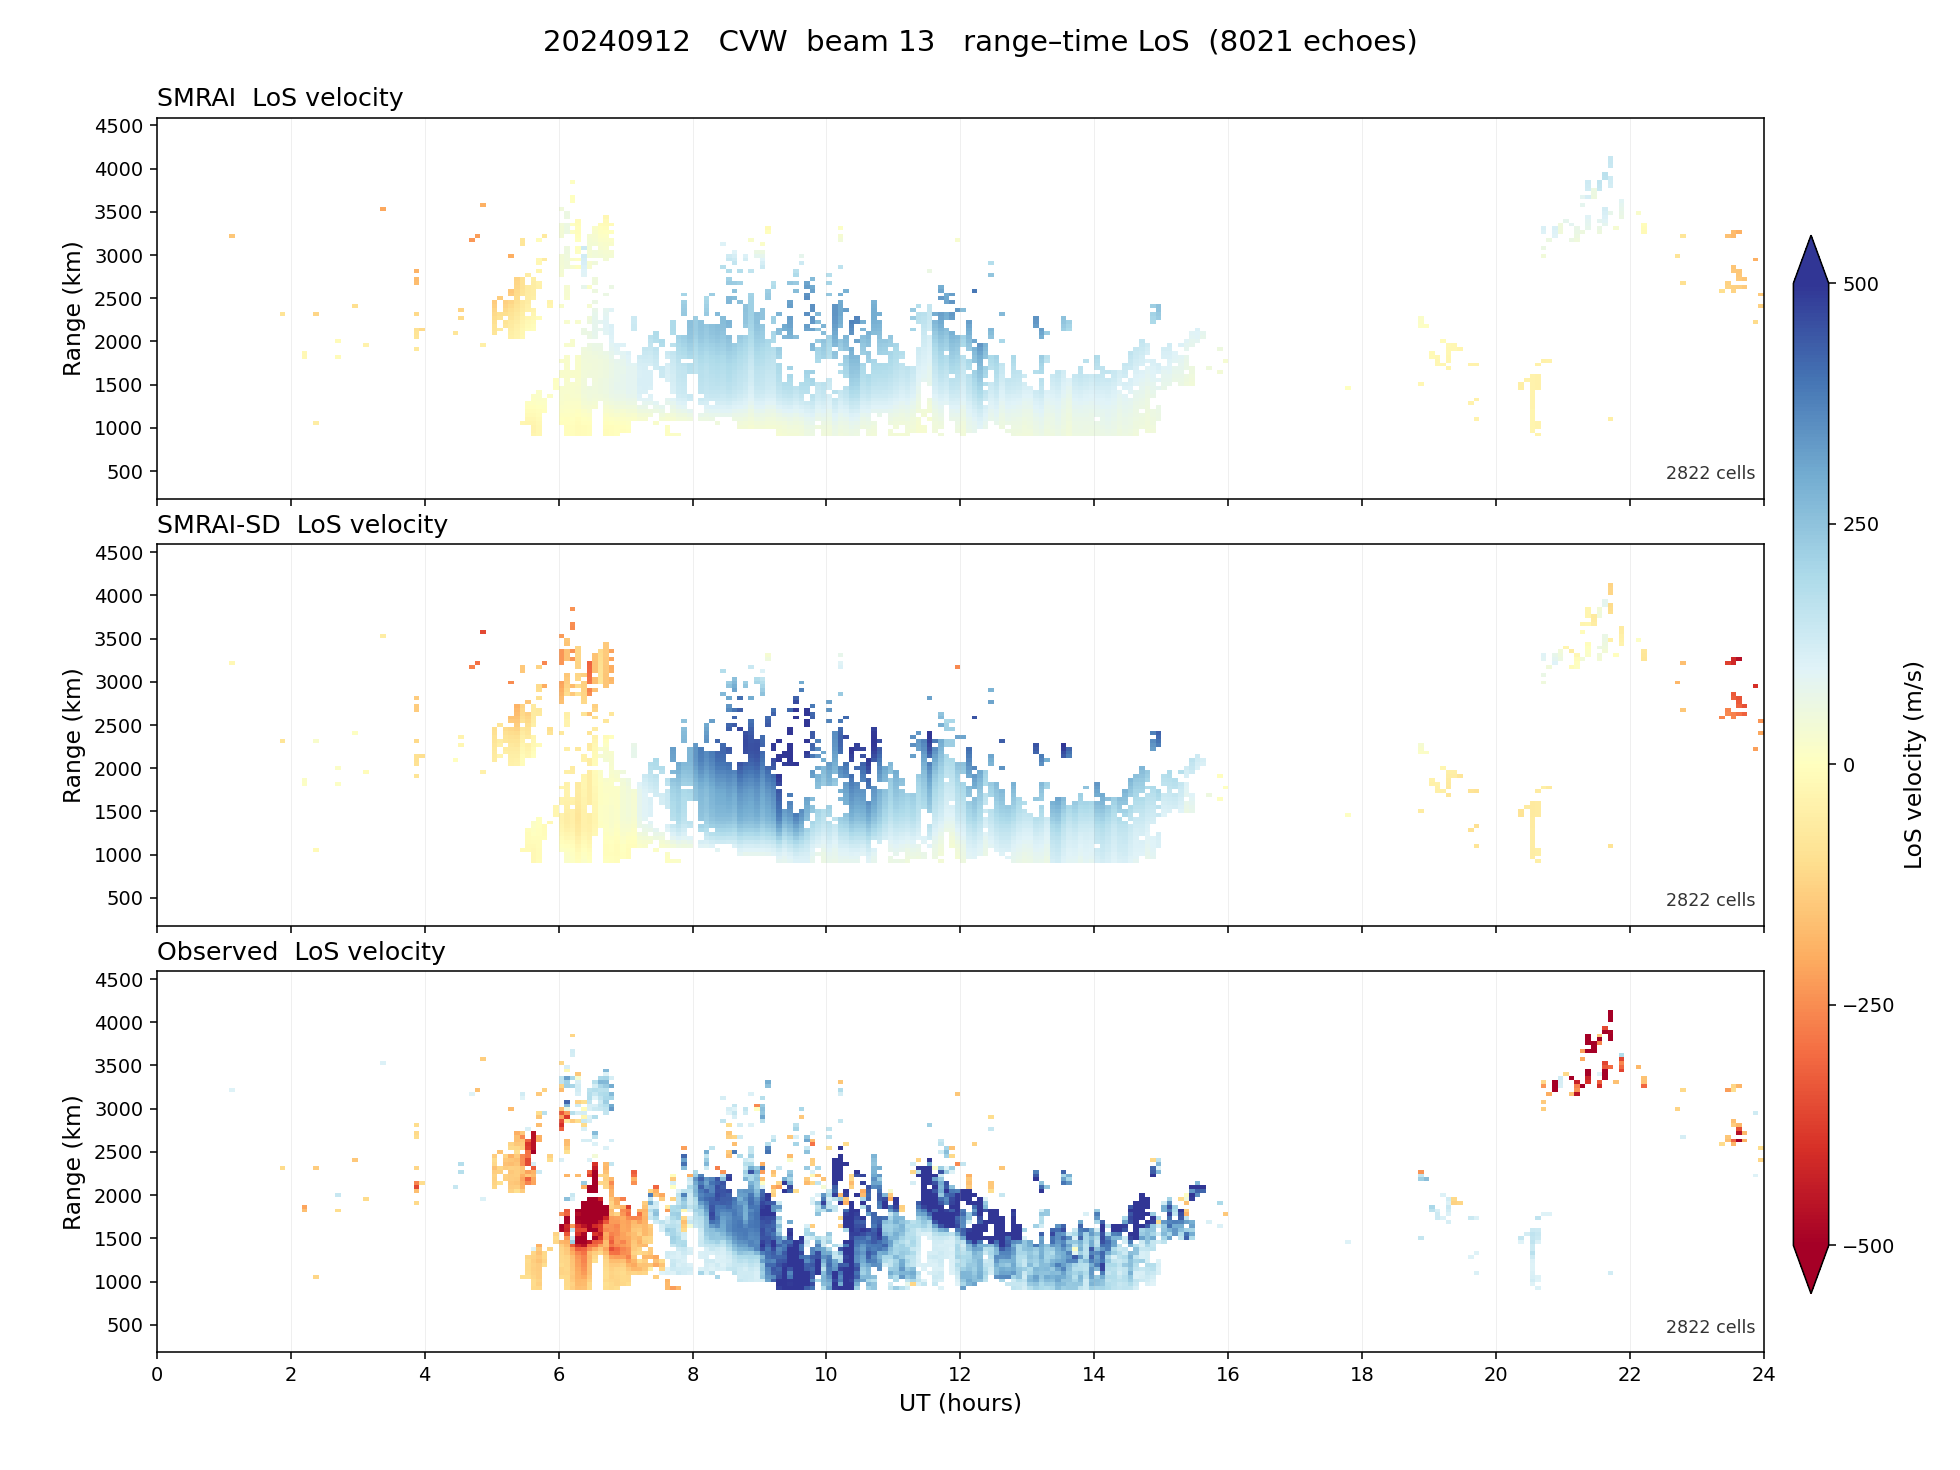 20240912   CVW  beam 13   range–time LoS  (8021 echoes)
SMRAI  LoS velocity
4500
4000
3500
3000
2500
2000
1500
1000
500
Range (km)
2822 cells
SMRAI-SD  LoS velocity
4500
4000
3500
3000
2500
2000
1500
1000
500
Range (km)
2822 cells
Observed  LoS velocity
4500
4000
3500
3000
2500
2000
1500
1000
500
Range (km)
2822 cells
0 2 4 6 8 10 12 14 16 18 20 22 24
UT (hours)
500
250
0
−250
−500
LoS velocity (m/s)